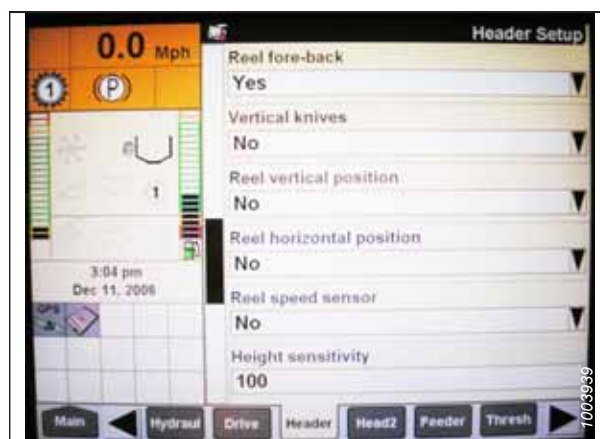 Header Setup
0.0 Mph
1
(P)
1
3:04 pm
Dec 11, 2006
GPS
Reel fore-back
Yes
Vertical knives
No
Reel vertical position
No
Reel horizontal position
No
Reel speed sensor
No
Height sensitivity
100
Main
Hydraul
Drive
Header
Head2
Feeder
Thresh
1003939